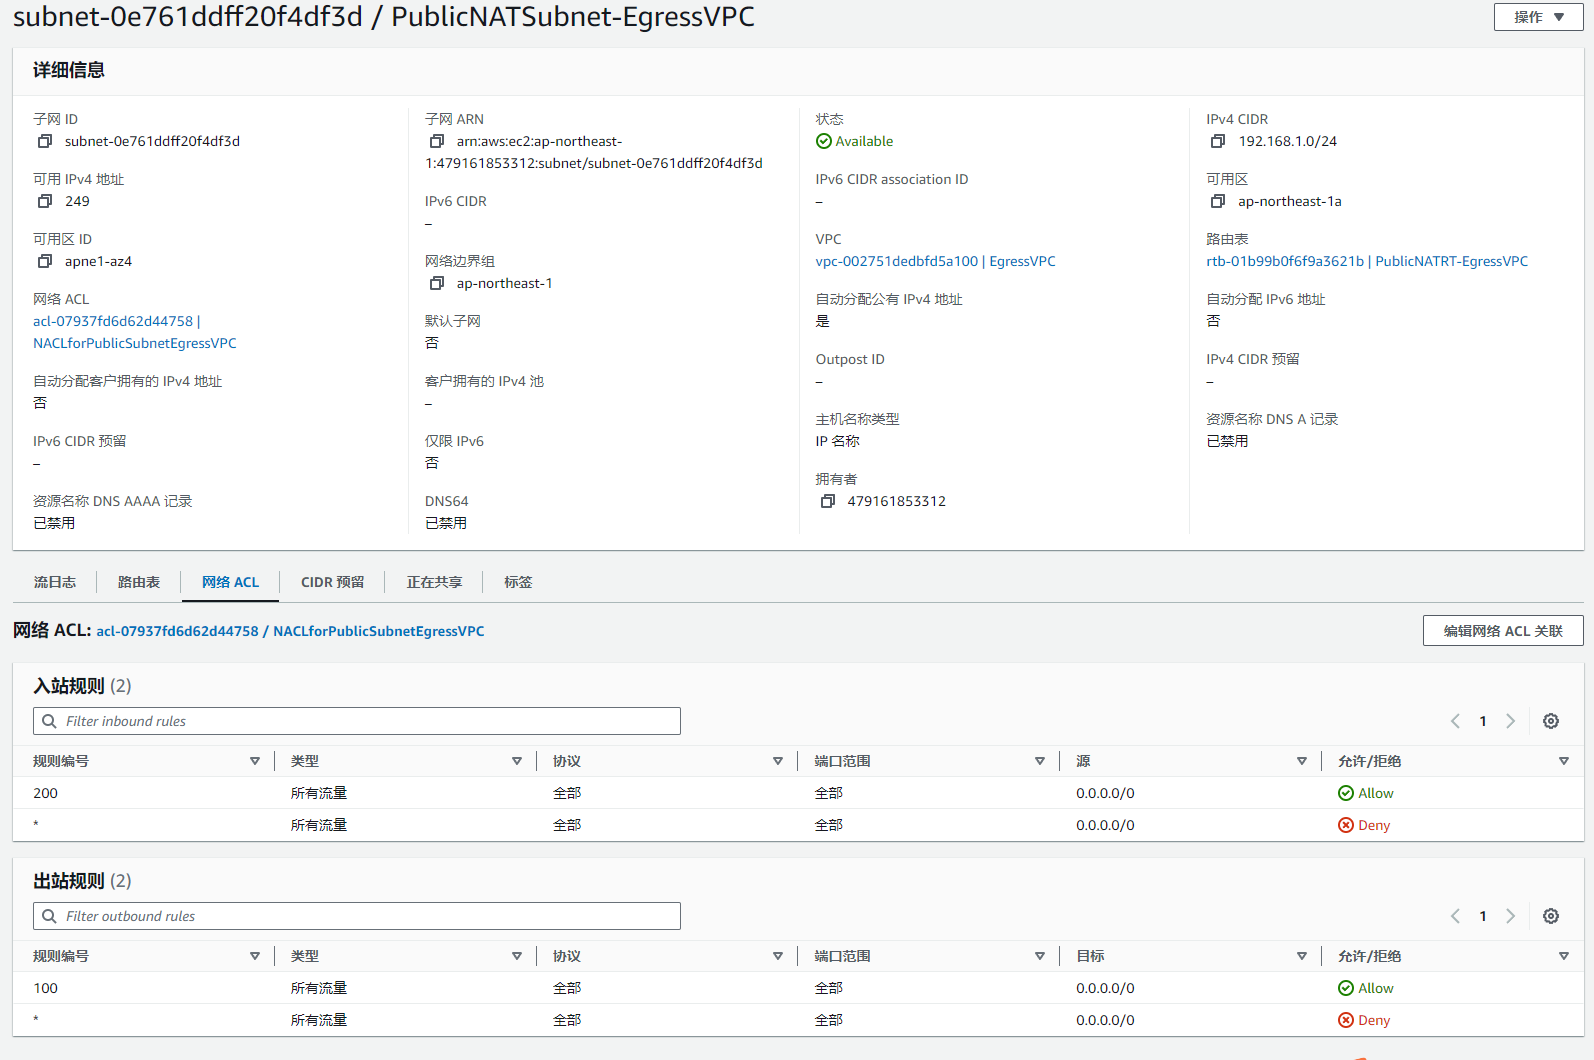 subnet-0e761ddff20f4df3d / PublicNATSubnet-EgressVPC
操作
详细信息
子网 ID
subnet-0e761ddff20f4df3d
可用 IPv4 地址
249
可用区 ID
apne1-az4
网络 ACL
acl-07937fd6d62d44758 |
NACLforPublicSubnetEgressVPC
自动分配客户拥有的 IPv4 地址
否
IPv6 CIDR 预留
–
资源名称 DNS AAAA 记录
已禁用
子网 ARN
arn:aws:ec2:ap-northeast-
1:479161853312:subnet/subnet-0e761ddff20f4df3d
IPv6 CIDR
–
网络边界组
ap-northeast-1
默认子网
否
客户拥有的 IPv4 池
–
仅限 IPv6
否
DNS64
已禁用
状态
Available
IPv6 CIDR association ID
–
VPC
vpc-002751dedbfd5a100 | EgressVPC
自动分配公有 IPv4 地址
是
Outpost ID
–
主机名称类型
IP 名称
拥有者
479161853312
IPv4 CIDR
192.168.1.0/24
可用区
ap-northeast-1a
路由表
rtb-01b99b0f6f9a3621b | PublicNATRT-EgressVPC
自动分配 IPv6 地址
否
IPv4 CIDR 预留
–
资源名称 DNS A 记录
已禁用
流日志 路由表 网络 ACL CIDR 预留 正在共享 标签
网络 ACL: acl-07937fd6d62d44758 / NACLforPublicSubnetEgressVPC
编辑网络 ACL 关联
入站规则 (2)
Filter inbound rules
1
规则编号 类型 协议 端口范围 源 允许/拒绝
200 所有流量 全部 全部 0.0.0.0/0 Allow
* 所有流量 全部 全部 0.0.0.0/0 Deny
出站规则 (2)
Filter outbound rules
1
规则编号 类型 协议 端口范围 目标 允许/拒绝
100 所有流量 全部 全部 0.0.0.0/0 Allow
* 所有流量 全部 全部 0.0.0.0/0 Deny